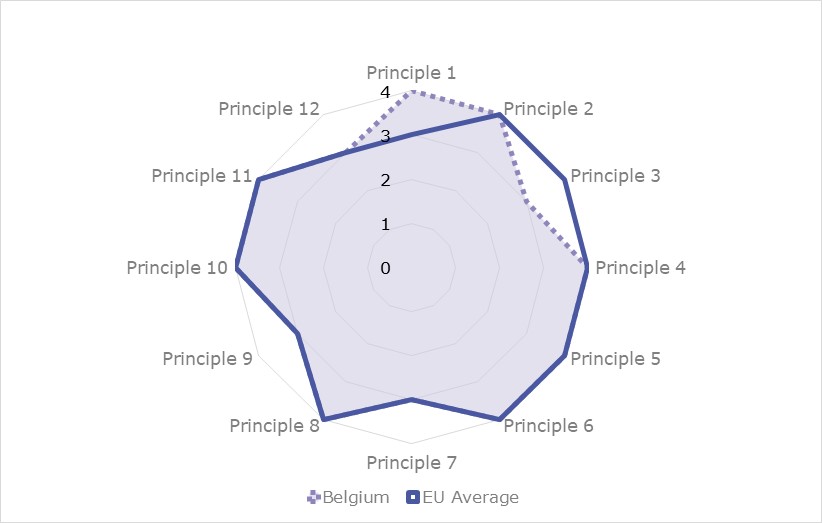 Principle 1
Principle 2
Principle 3
Principle 4
Principle 5
Principle 6
Principle 7
Principle 8
Principle 9
Principle 10
Principle 11
Principle 12
4
3
2
1
0
Belgium
EU Average